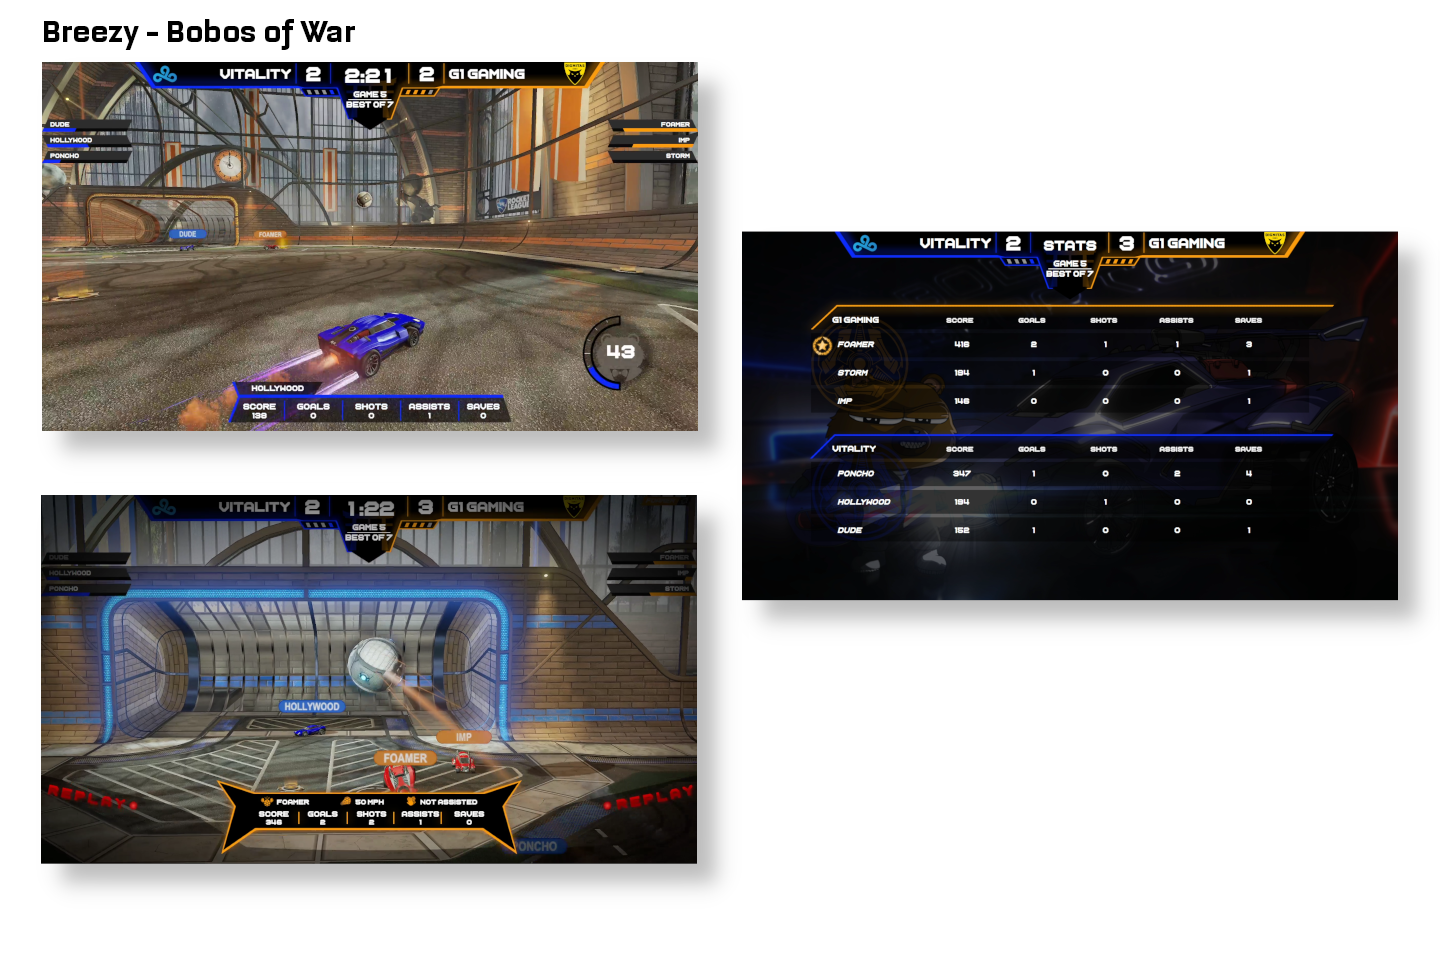 Breezy - Bobos of War
VITALITY 2 2:21 2 G1 GAMING
GAME 5
BEST OF 7
DUDE
HOLLYWOOD
PONCHO
FOAMER
IMP
STORM
ROCKET
LEAGUE
DUDE
FOAMER
43
HOLLYWOOD
SCORE GOALS SHOTS ASSISTS SAVES
138 0 0 1 0
VITALITY 2 STATS 3 G1 GAMING
GAME 5
BEST OF 7
G1 GAMING SCORE GOALS SHOTS ASSISTS SAVES
FOAMER 416 2 1 1 3
STORM 194 1 0 0 1
IMP 146 0 0 0 1
VITALITY SCORE GOALS SHOTS ASSISTS SAVES
PONCHO 347 1 0 2 4
HOLLYWOOD 194 0 1 0 0
DUDE 152 1 0 0 1
VITALITY 2 1:22 3 G1 GAMING
GAME 5
BEST OF 7
DUDE
HOLLYWOOD
PONCHO
FOAMER
IMP
STORM
HOLLYWOOD
IMP
FOAMER
REPLAY
REPLAY
FOAMER 50 MPH NOT ASSISTED
SCORE GOALS SHOTS ASSISTS SAVES
346 2 2 1 0
ONCHO